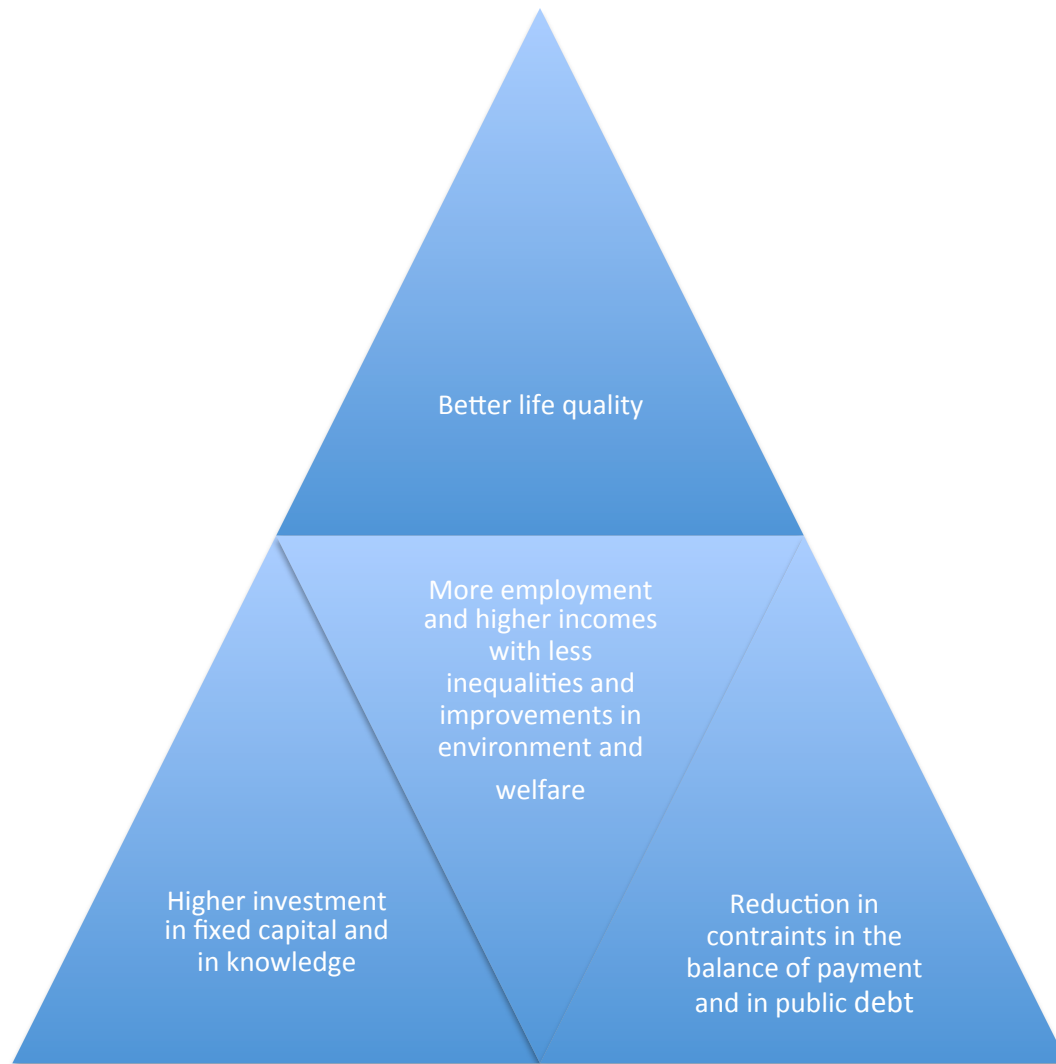 Better life quality
More employment
and higher incomes
with less
inequalities and
improvements in
environment and
welfare
Higher investment
in fixed capital and
in knowledge
Reduction in
contraints in the
balance of payment
and in public debt